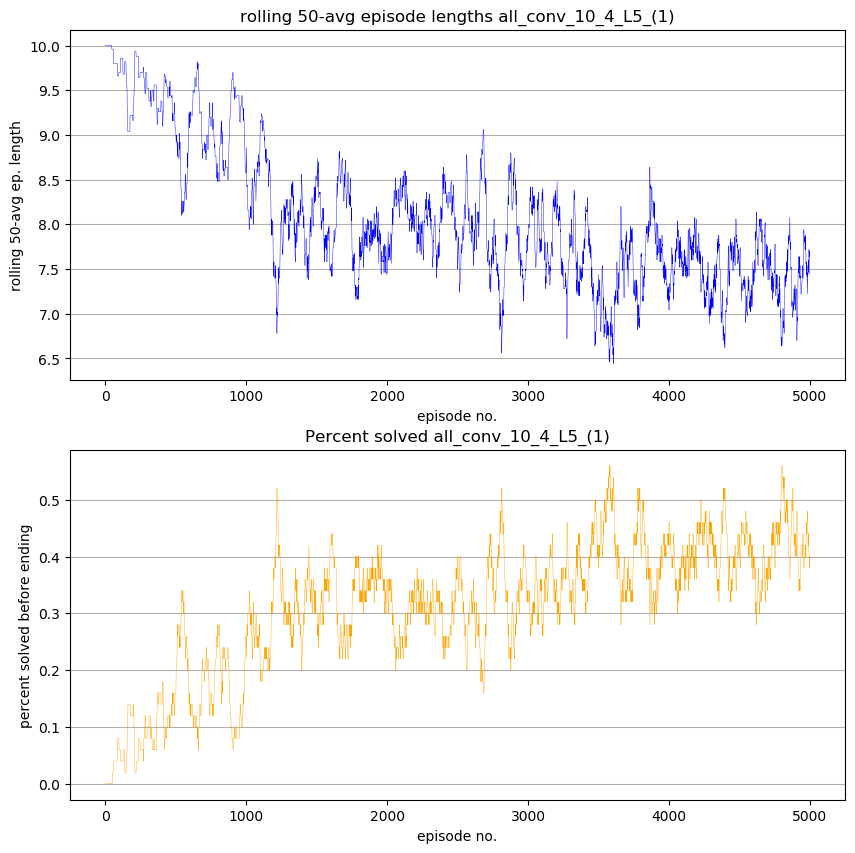 rolling 50-avg episode lengths all_conv_10_4_L5_(1)
rolling 50-avg ep. length
10.0
9.5
9.0
8.5
8.0
7.5
7.0
6.5
0 1000 2000 3000 4000 5000
episode no.
Percent solved all_conv_10_4_L5_(1)
percent solved before ending
0.5
0.4
0.3
0.2
0.1
0.0
0 1000 2000 3000 4000 5000
episode no.